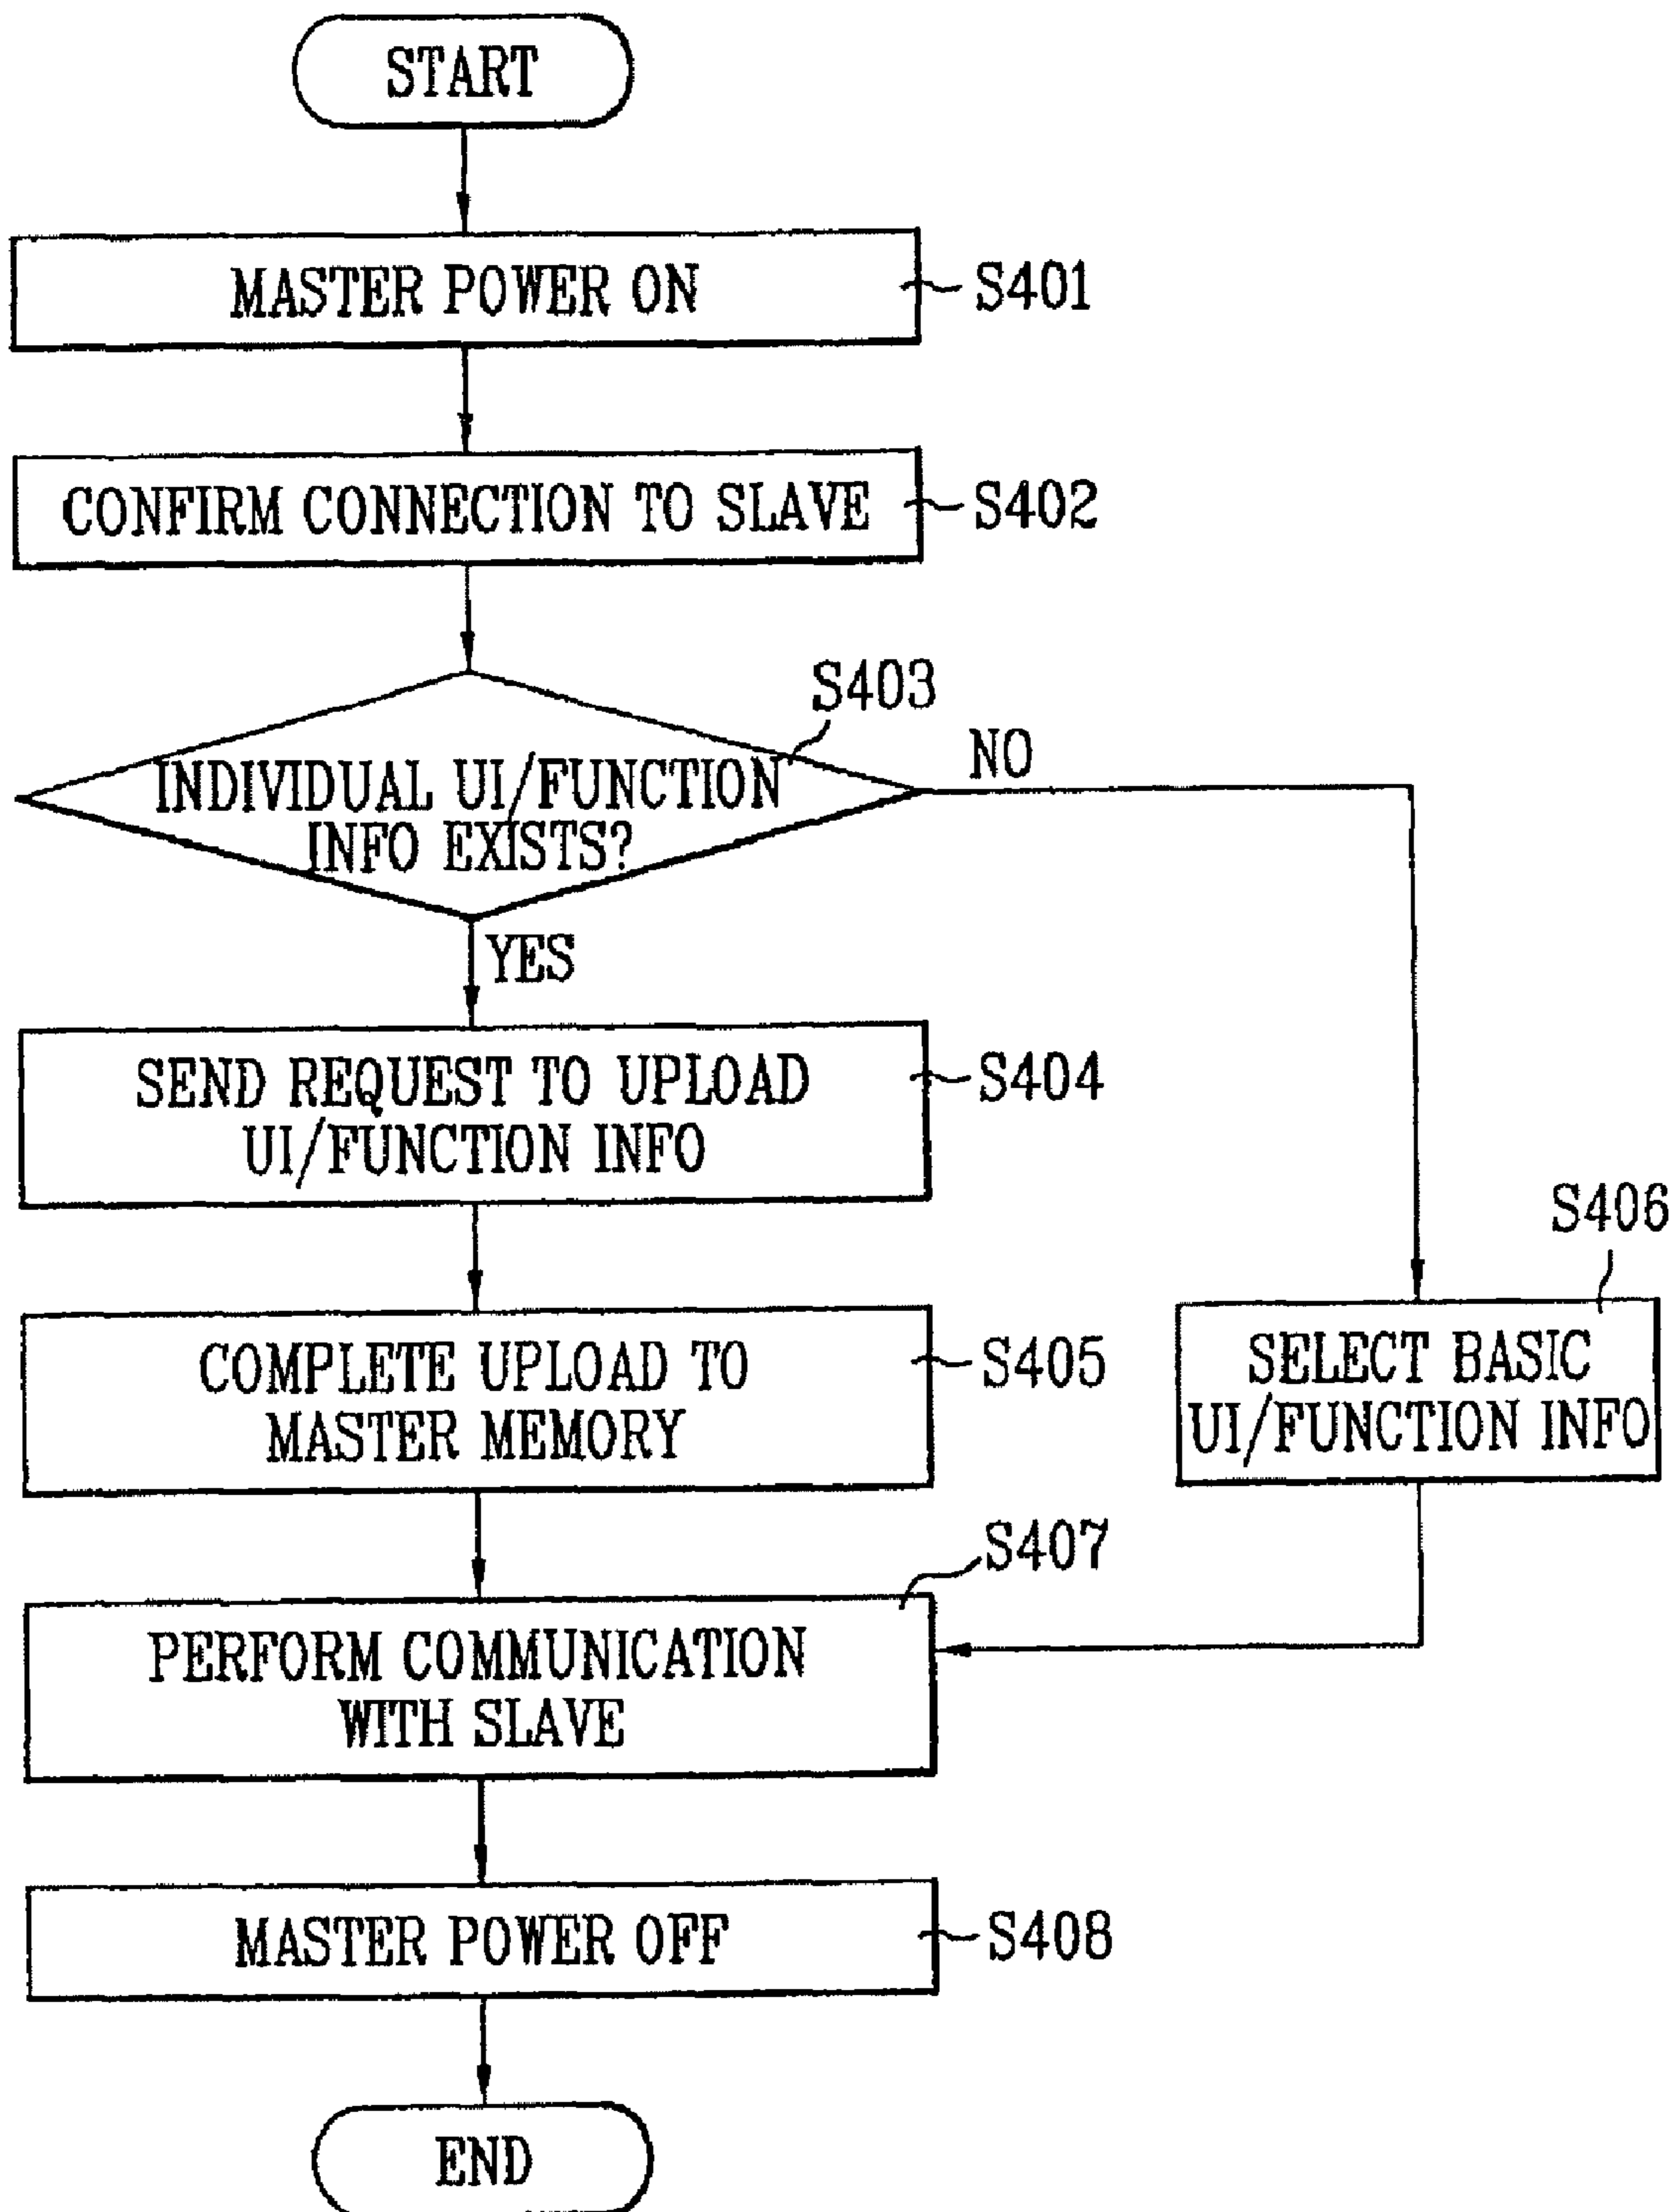 START
MASTER POWER ON
S401
CONFIRM CONNECTION TO SLAVE
S402
S403
INDIVIDUAL UI/FUNCTION
INFO EXISTS?
NO
YES
SEND REQUEST TO UPLOAD
UI/FUNCTION INFO
S404
S406
SELECT BASIC
UI/FUNCTION INFO
COMPLETE UPLOAD TO
MASTER MEMORY
S405
S407
PERFORM COMMUNICATION
WITH SLAVE
MASTER POWER OFF
S408
END